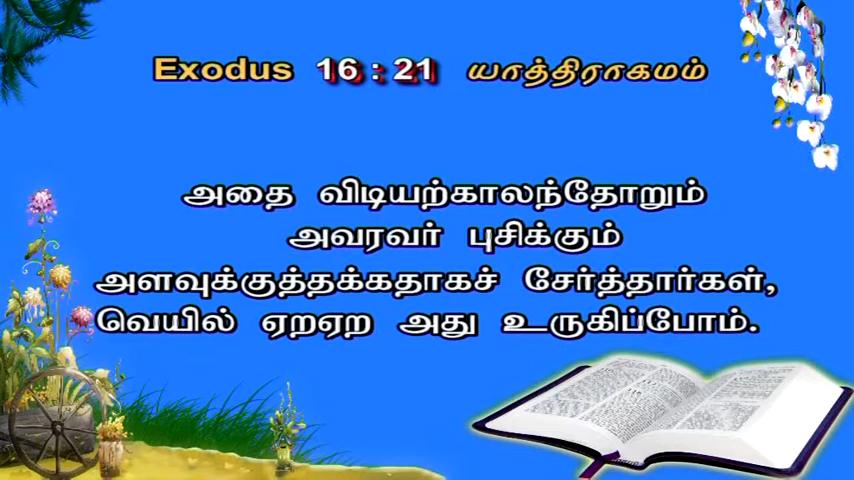 Exodus 16 : 21 யாத்திராகமம்
அதை விடியற்காலந்தோறும்
அவரவர் புசிக்கும்
அளவுக்குத்தக்கதாகச் சேர்த்தார்கள்,
வெயில் ஏறஏற அது உருகிப்போம்.